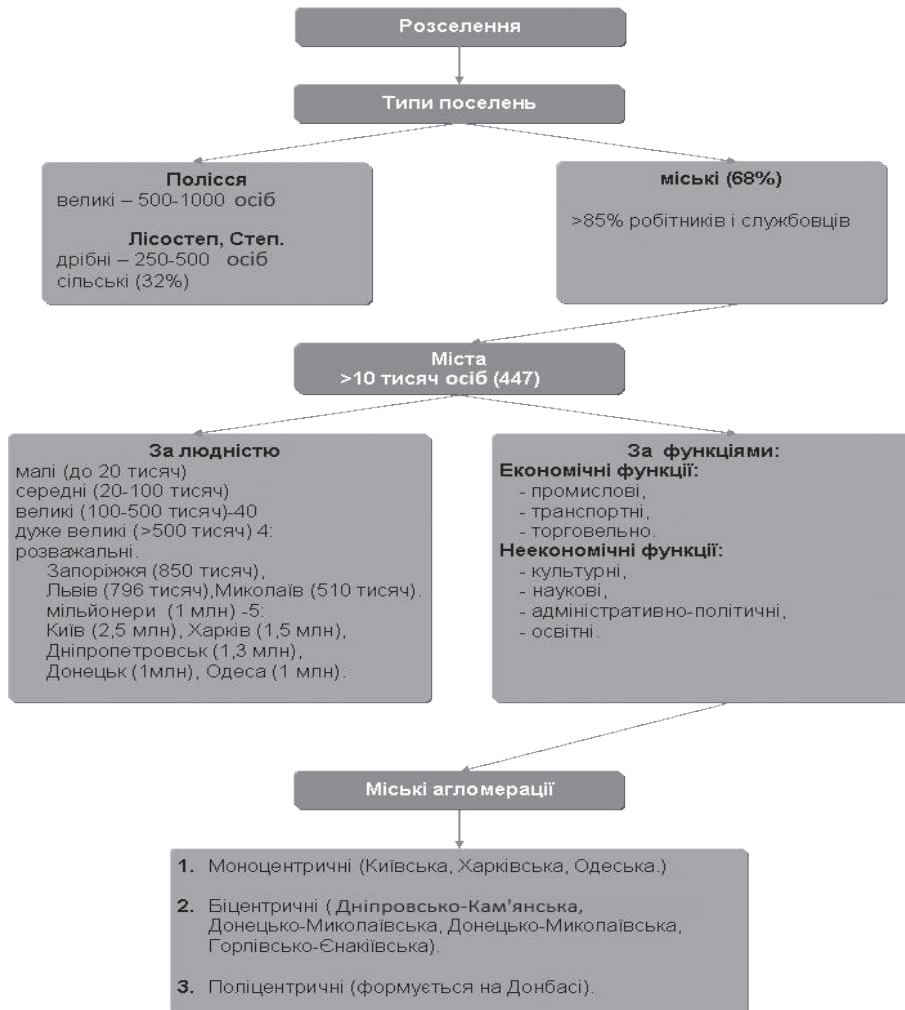 Розселення
Типи поселень
Полісся
великі – 500-1000 осіб
Лісостеп, Степ.
дрібні – 250-500 осіб
сільські (32%)
міські (68%)
>85% робітників і службовців
Міста
>10 тисяч осіб (447)
За людністю
малі (до 20 тисяч)
середні (20-100 тисяч)
великі (100-500 тисяч)-40
дуже великі (>500 тисяч) 4:
розважальні.
Запоріжжя (850 тисяч),
Львів (796 тисяч),Миколаїв (510 тисяч).
мільйонери (1 млн) -5:
Київ (2,5 млн), Харків (1,5 млн),
Дніпропетровськ (1,3 млн),
Донецьк (1млн), Одеса (1 млн).
За функціями:
Економічні функції:
- промислові,
- транспортні,
- торговельно.
Неекономічні функції:
- культурні,
- наукові,
- адміністративно-політичні,
- освітні.
Міські агломерації
1. Моноцентричні (Київська, Харківська, Одеська.)
2. Біцентричні (Дніпровсько-Кам'янська,
Донецько-Миколаївська, Донецько-Миколаївська,
Горлівсько-Єнакіївська).
3. Поліцентричні (формується на Донбасі).